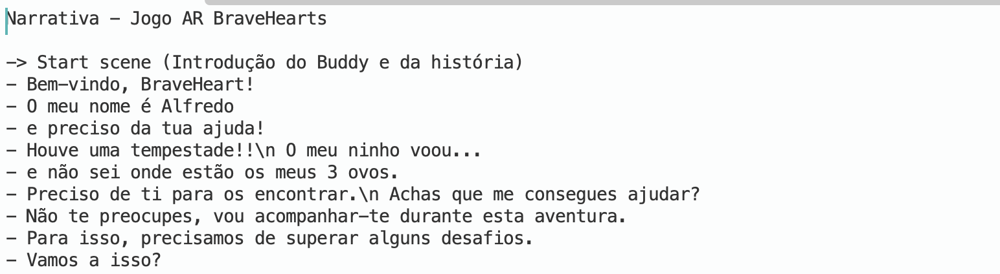 Narrativa - Jogo AR BraveHearts
-> Start scene (Introdução do Buddy e da história)
- Bem-vindo, BraveHeart!
- O meu nome é Alfredo
- e preciso da tua ajuda!
- Houve uma tempestade!!\n O meu ninho voou...
- e não sei onde estão os meus 3 ovos.
- Preciso de ti para os encontrar.\n Achas que me consegues ajudar?
- Não te preocupes, vou acompanhar-te durante esta aventura.
- Para isso, precisamos de superar alguns desafios.
- Vamos a isso?